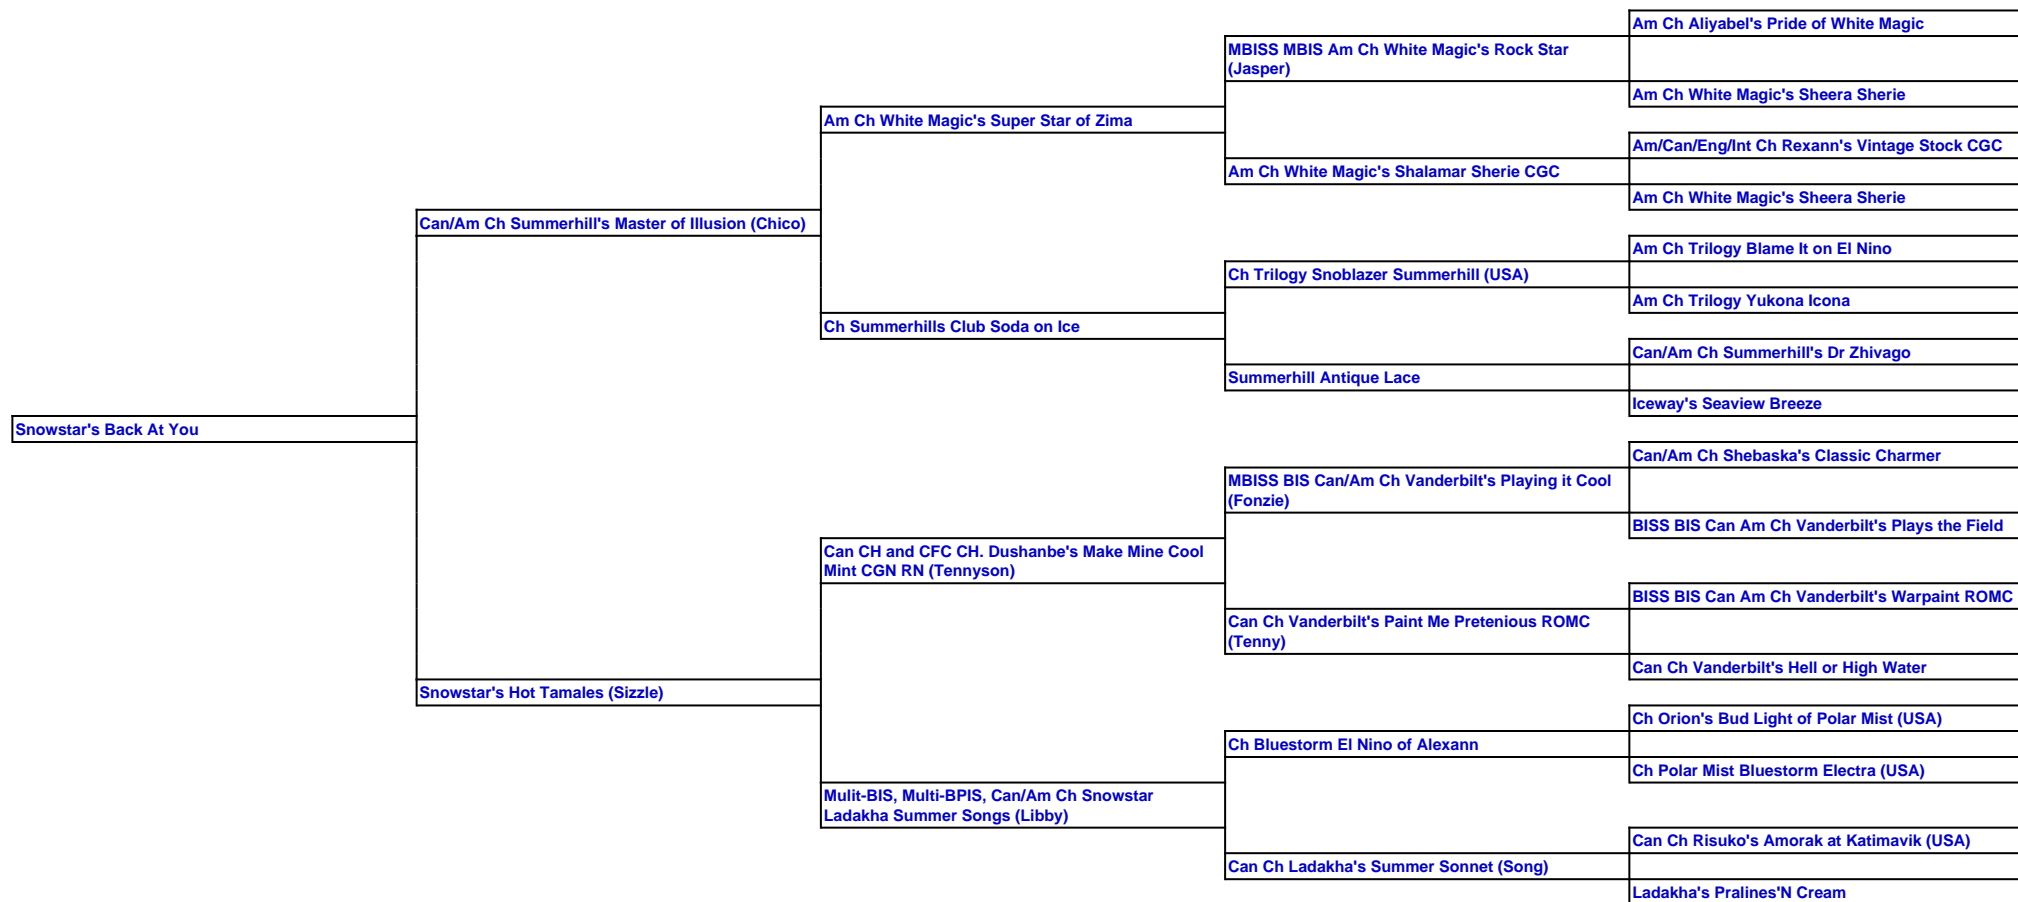 Am Ch Aliyabel's Pride of White Magic
MBISS MBIS Am Ch White Magic's Rock Star
(Jasper)
Am Ch White Magic's Sheera Sherie
Am Ch White Magic's Super Star of Zima
Am/Can/Eng/Int Ch Rexann's Vintage Stock CGC
Am Ch White Magic's Shalamar Sherie CGC
Am Ch White Magic's Sheera Sherie
Can/Am Ch Summerhill's Master of Illusion (Chico)
Am Ch Trilogy Blame It on El Nino
Ch Trilogy Snoblazer Summerhill (USA)
Am Ch Trilogy Yukona Icona
Ch Summerhills Club Soda on Ice
Can/Am Ch Summerhill's Dr Zhivago
Summerhill Antique Lace
Iceway's Seaview Breeze
Snowstar's Back At You
Can/Am Ch Shebaska's Classic Charmer
MBISS BIS Can/Am Ch Vanderbilt's Playing it Cool
(Fonzie)
BISS BIS Can Am Ch Vanderbilt's Plays the Field
Can CH and CFC CH. Dushanbe's Make Mine Cool
Mint CGN RN (Tennyson)
BISS BIS Can Am Ch Vanderbilt's Warpaint ROMC
Can Ch Vanderbilt's Paint Me Pretenious ROMC
(Tenny)
Can Ch Vanderbilt's Hell or High Water
Snowstar's Hot Tamales (Sizzle)
Ch Orion's Bud Light of Polar Mist (USA)
Ch Bluestorm El Nino of Alexann
Ch Polar Mist Bluestorm Electra (USA)
Mulit-BIS, Multi-BPIS, Can/Am Ch Snowstar
Ladakha Summer Songs (Libby)
Can Ch Risuko's Amorak at Katimavik (USA)
Can Ch Ladakha's Summer Sonnet (Song)
Ladakha's Pralines'N Cream